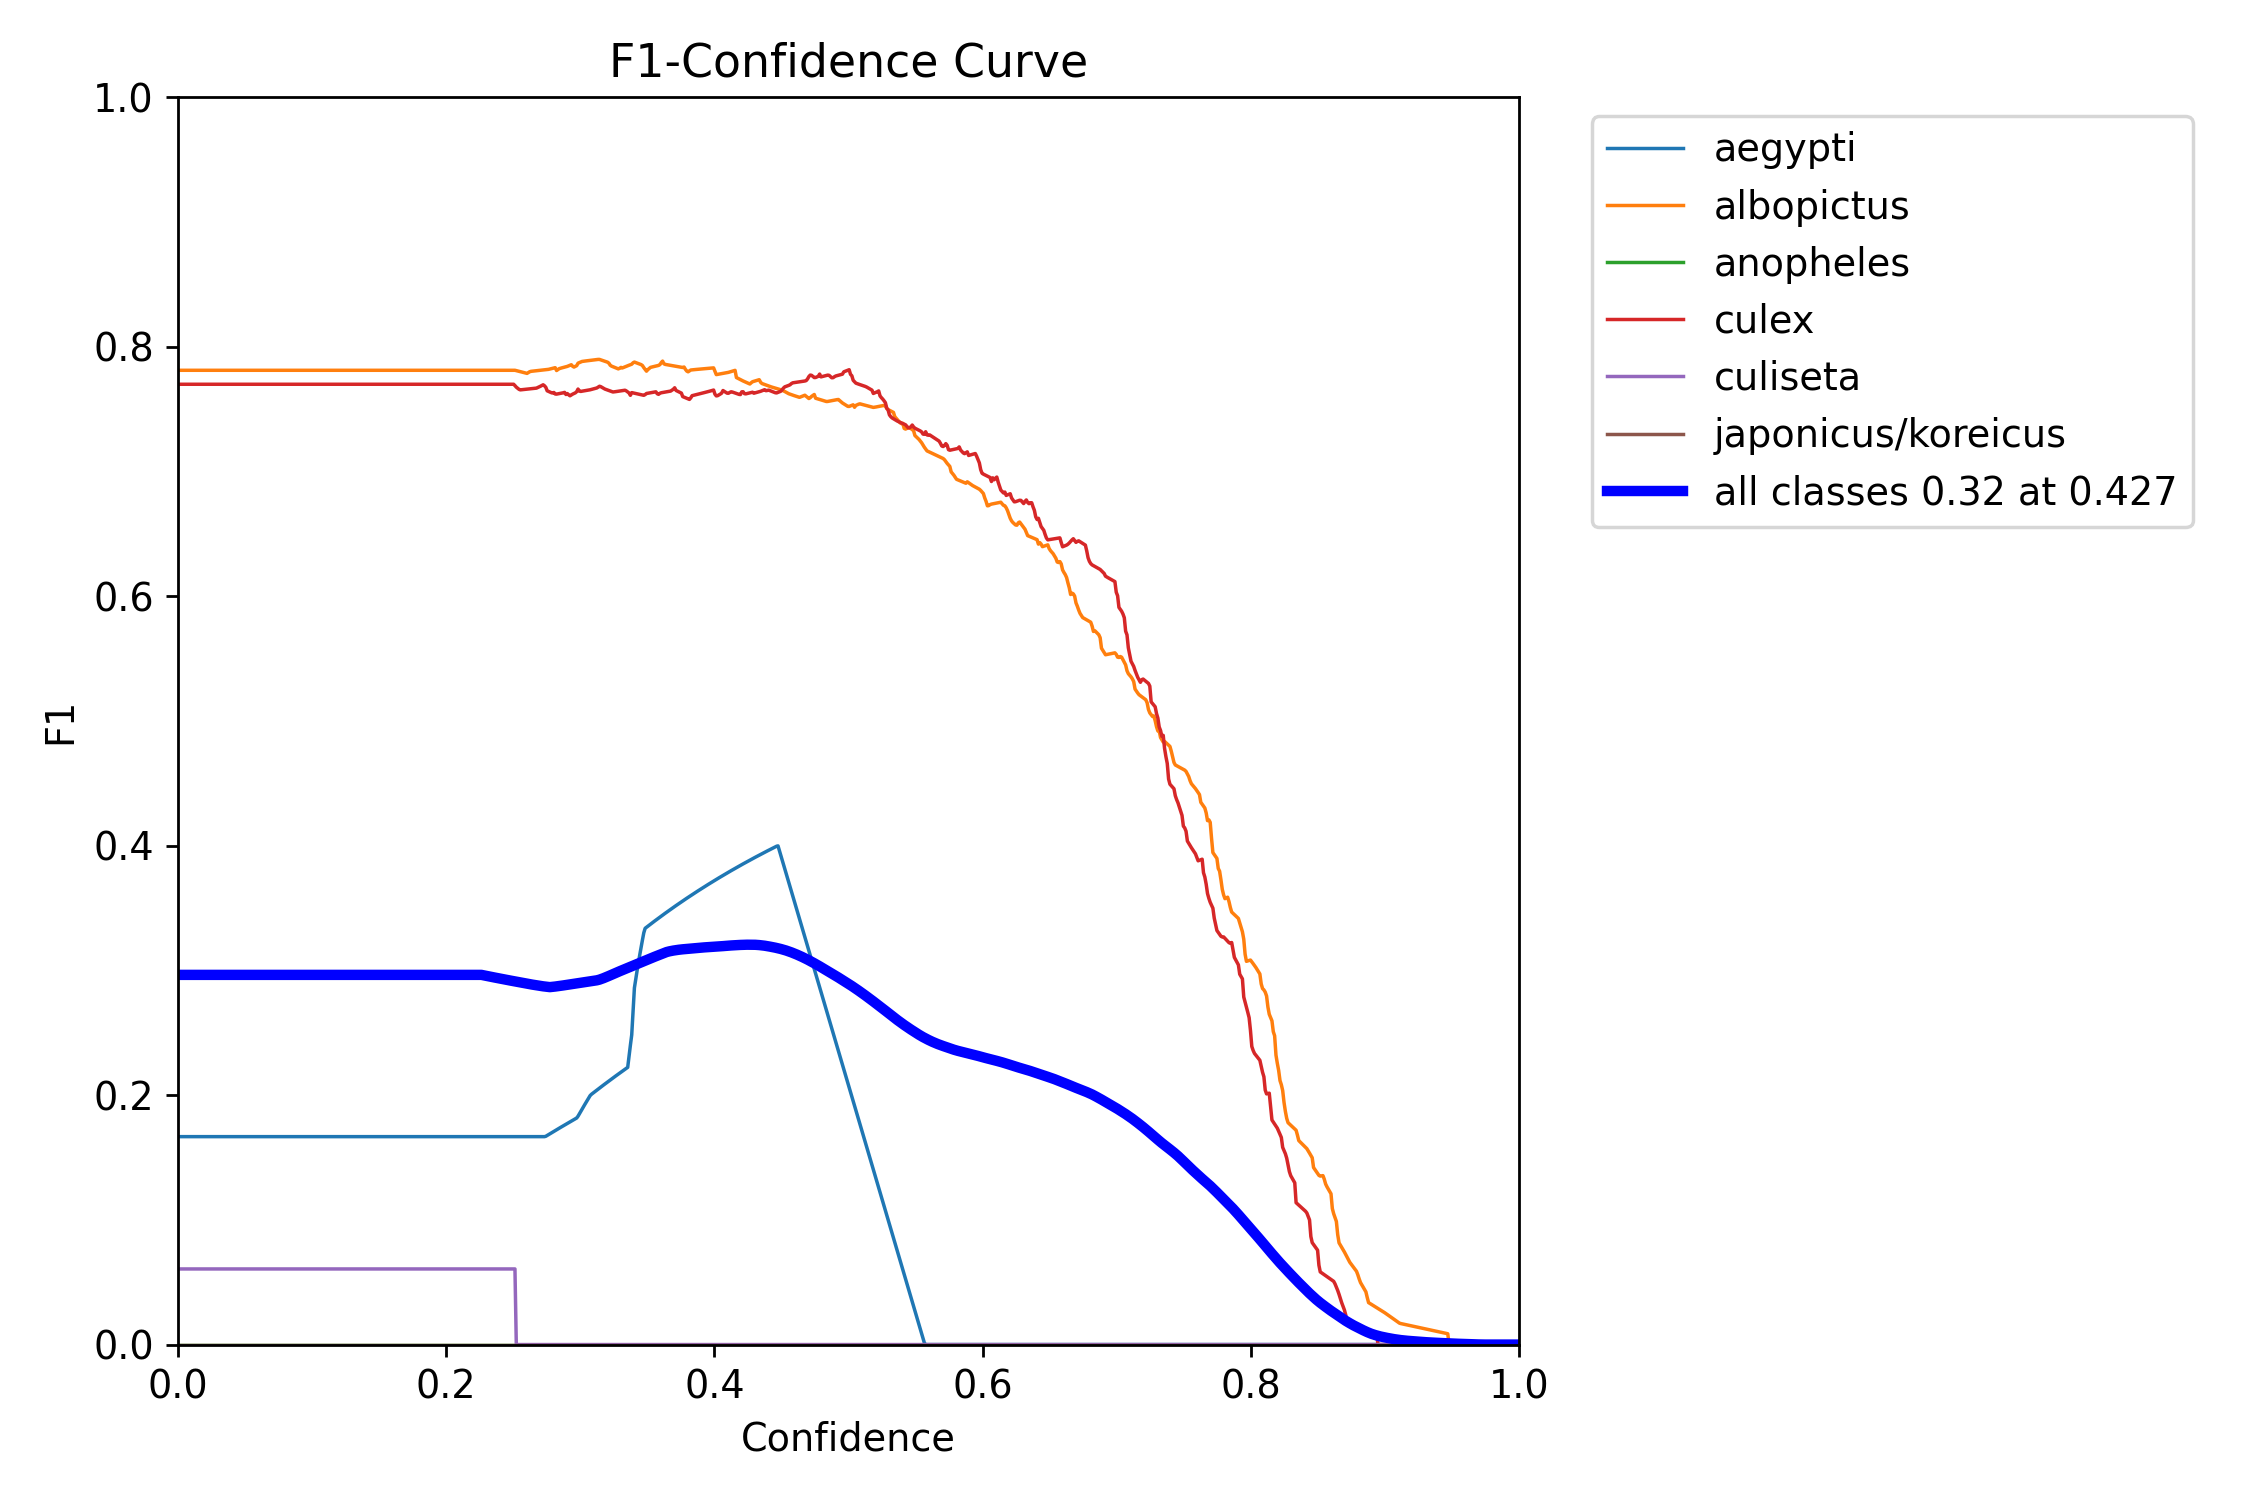 F1-Confidence Curve
1.0
0.8
0.6
0.4
0.2
0.0
F1
0.0 0.2 0.4 0.6 0.8 1.0
Confidence
aegypti
albopictus
anopheles
culex
culiseta
japonicus/koreicus
all classes 0.32 at 0.427